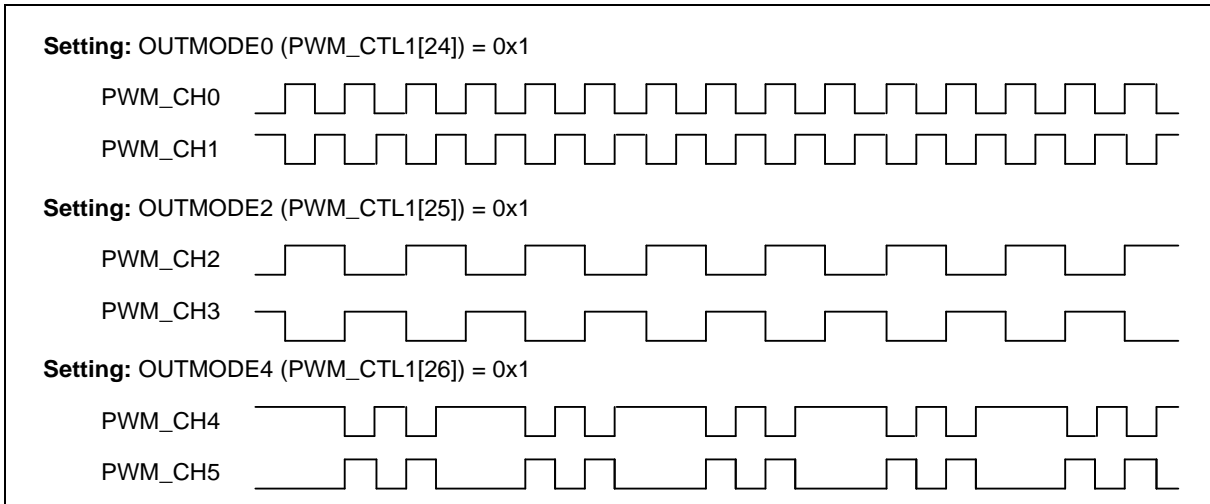 Setting: OUTMODE0 (PWM_CTL1[24]) = 0x1
PWM_CH0
PWM_CH1
Setting: OUTMODE2 (PWM_CTL1[25]) = 0x1
PWM_CH2
PWM_CH3
Setting: OUTMODE4 (PWM_CTL1[26]) = 0x1
PWM_CH4
PWM_CH5